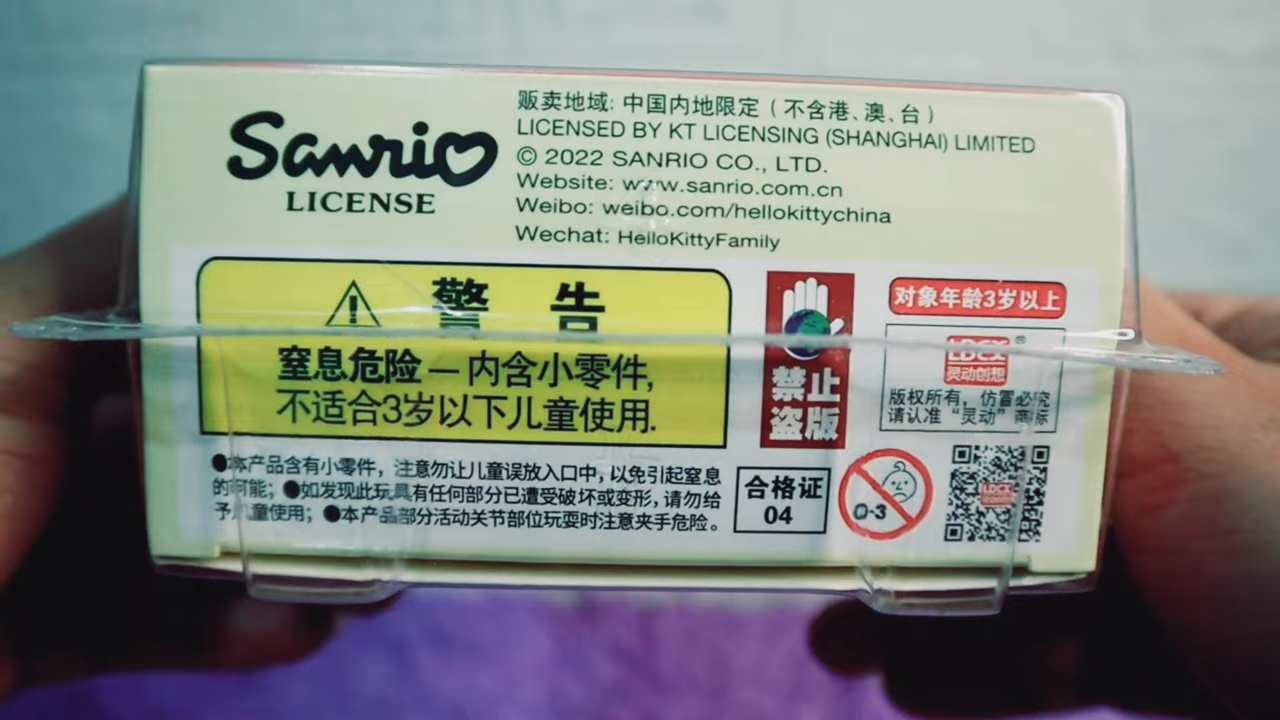 Sanrio
LICENSE
贩卖地域: 中国内地限定（不含港、澳、台）
LICENSED BY KT LICENSING (SHANGHAI) LIMITED
© 2022 SANRIO CO., LTD.
Website: www.sanrio.com.cn
Weibo: weibo.com/hellokittychina
Wechat: HelloKittyFamily
警 告
窒息危险 — 内含小零件,
不适合3岁以下儿童使用.
禁止
盗版
对象年龄3岁以上
LDCX®
灵动创想
版权所有，仿冒必究
请认准“灵动”商标
●本产品含有小零件，注意勿让儿童误放入口中，以免引起窒息
的可能；●如发现此玩具有任何部分已遭受破坏或变形，请勿给
予儿童使用；●本产品部分活动关节部位玩耍时注意夹手危险。
合格证
04
0-3
LDCX